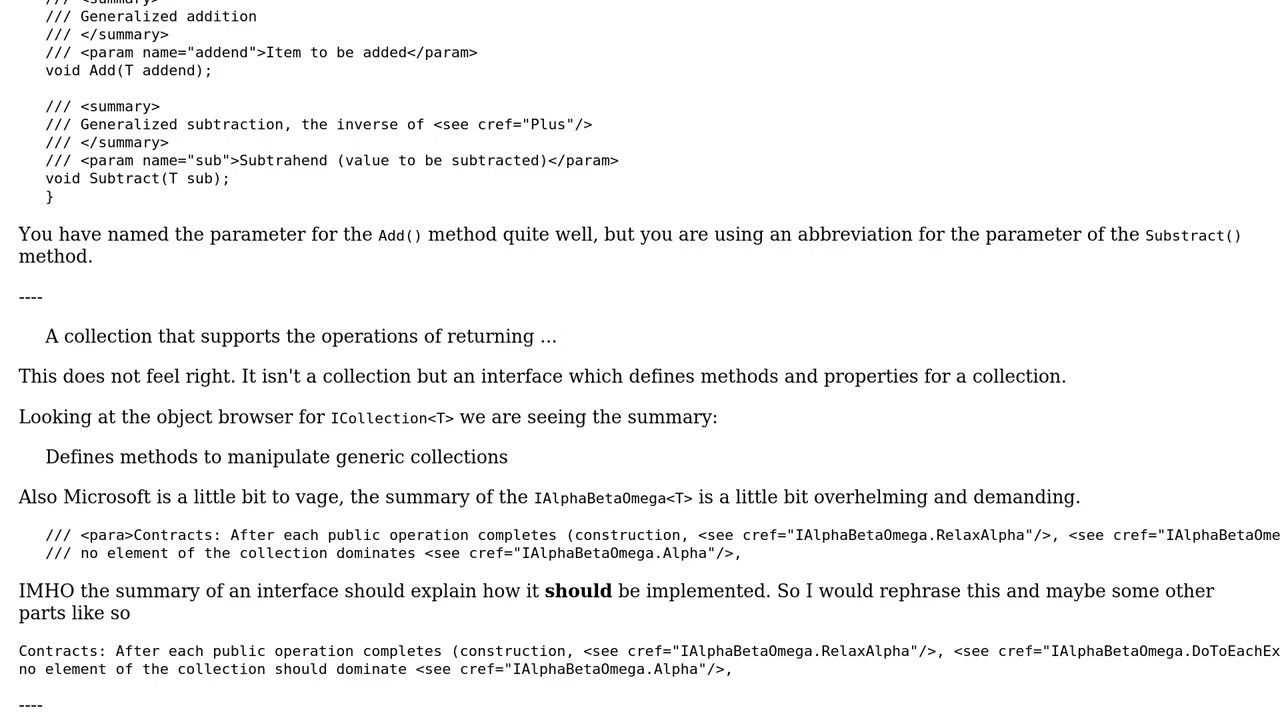 /// <summary>
/// Generalized addition
/// </summary>
/// <param name="addend">Item to be added</param>
void Add(T addend);
/// <summary>
/// Generalized subtraction, the inverse of <see cref="Plus"/>
/// </summary>
/// <param name="sub">Subtrahend (value to be subtracted)</param>
void Subtract(T sub);
}
You have named the parameter for the Add() method quite well, but you are using an abbreviation for the parameter of the Substract()
method.
----
A collection that supports the operations of returning ...
This does not feel right. It isn't a collection but an interface which defines methods and properties for a collection.
Looking at the object browser for ICollection<T> we are seeing the summary:
Defines methods to manipulate generic collections
Also Microsoft is a little bit to vage, the summary of the IAlphaBetaOmega<T> is a little bit overhelming and demanding.
/// <para>Contracts: After each public operation completes (construction, <see cref="IAlphaBetaOmega.RelaxAlpha"/>, <see cref="IAlphaBetaOme
/// no element of the collection dominates <see cref="IAlphaBetaOmega.Alpha"/>,
IMHO the summary of an interface should explain how it should be implemented. So I would rephrase this and maybe some other
parts like so
Contracts: After each public operation completes (construction, <see cref="IAlphaBetaOmega.RelaxAlpha"/>, <see cref="IAlphaBetaOmega.DoToEachEx
no element of the collection should dominate <see cref="IAlphaBetaOmega.Alpha"/>,
----